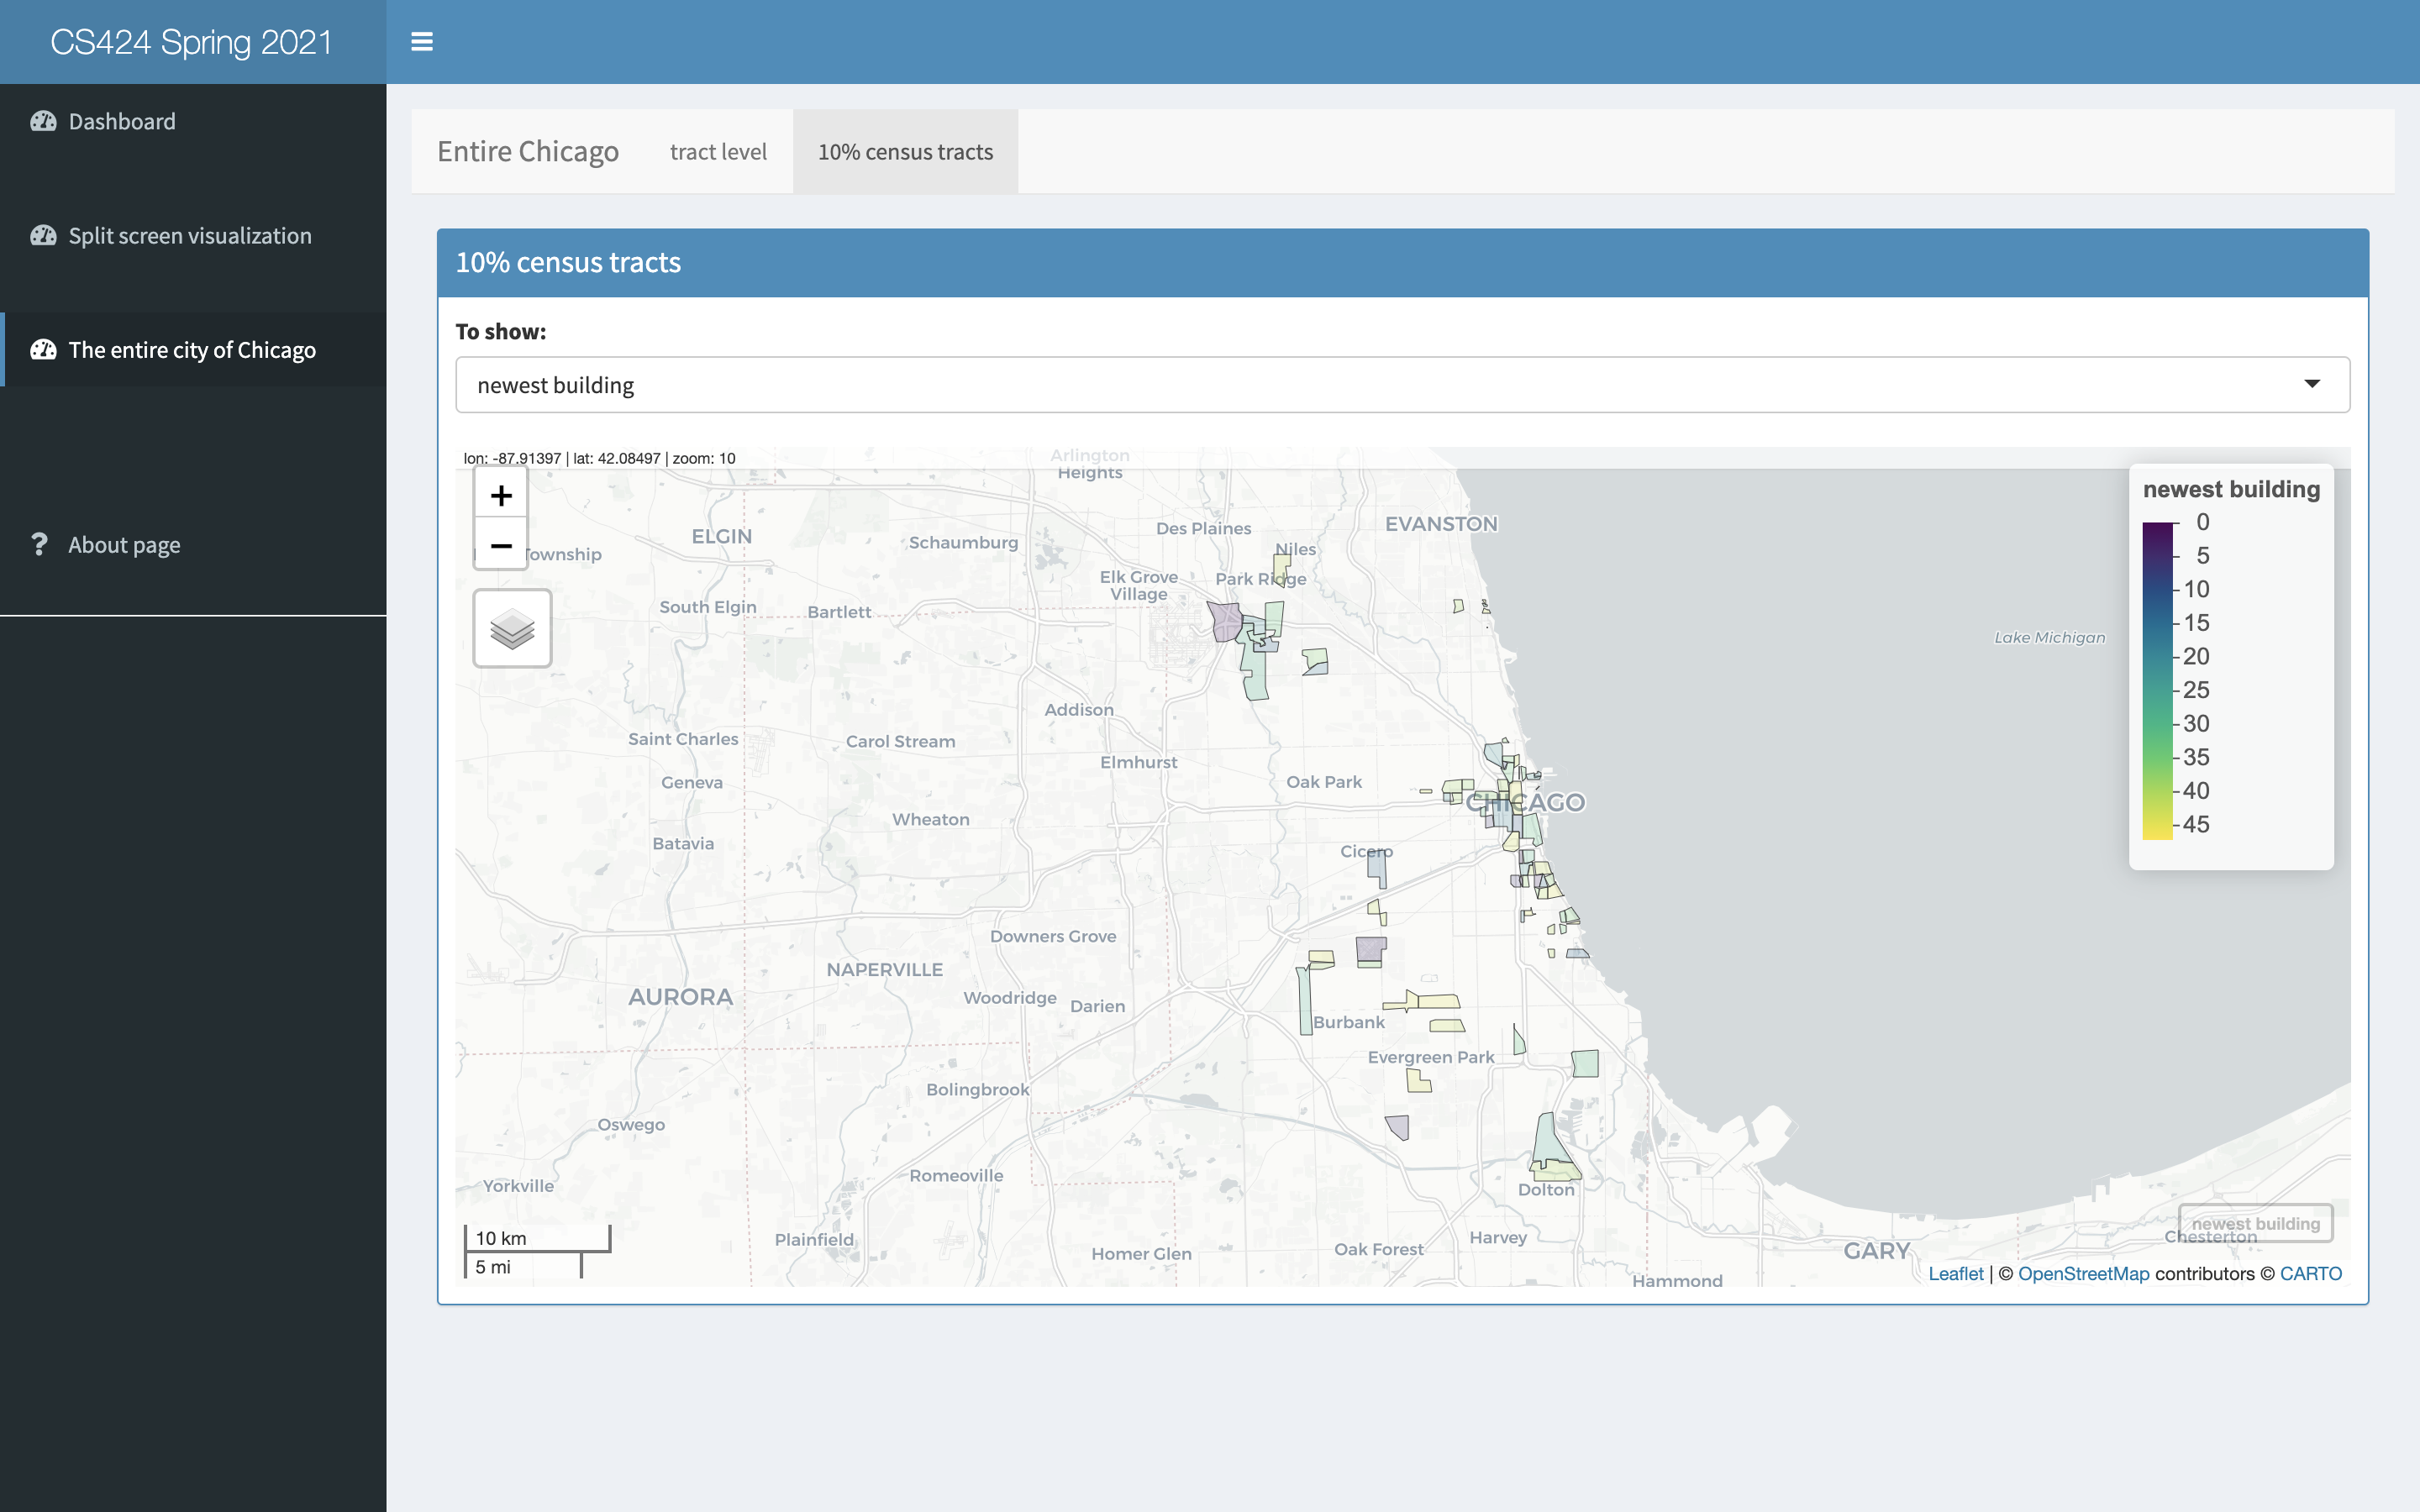 CS424 Spring 2021
Dashboard
Split screen visualization
The entire city of Chicago
About page
Entire Chicago
tract level
10% census tracts
10% census tracts
To show:
newest building
lon: -87.91397 | lat: 42.08497 | zoom: 10
+
−
Arlington
Heights
EVANSTON
Des Plaines
ELGIN
Schaumburg
Niles
Township
Elk Grove
Village
Park Ridge
South Elgin
Bartlett
Lake Michigan
Addison
Saint Charles
Carol Stream
Elmhurst
Geneva
Oak Park
CHICAGO
Wheaton
Batavia
Cicero
Downers Grove
NAPERVILLE
AURORA
Woodridge
Darien
Burbank
Evergreen Park
Bolingbrook
Oswego
Romeoville
Yorkville
Dolton
Plainfield
Homer Glen
Oak Forest
Harvey
GARY
Chesterton
Hammond
newest building
0
5
10
15
20
25
30
35
40
45
newest building
10 km
5 mi
Leaflet | © OpenStreetMap contributors © CARTO